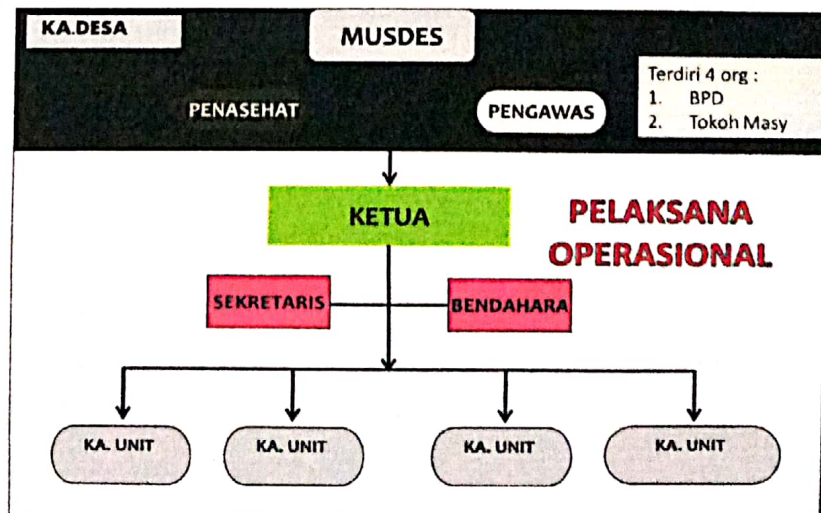 KA.DESA
MUSDES
Terdiri 4 org :
1. BPD
2. Tokoh Masy
PENASEHAT
PENGAWAS
KETUA
PELAKSANA
OPERASIONAL
SEKRETARIS
BENDAHARA
KA. UNIT
KA. UNIT
KA. UNIT
KA. UNIT